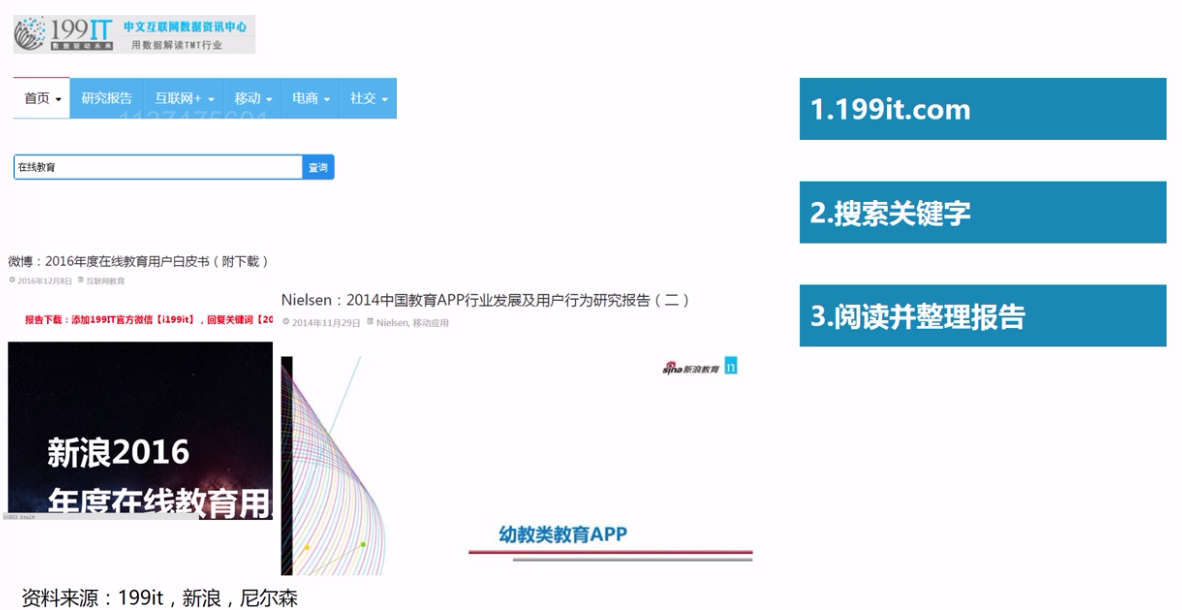 199IT 中文互联网数据资讯中心
数据驱动未来 用数据解读TMT行业
首页 研究报告 互联网+ 移动 电商 社交
在线教育 查询
1.199it.com
2.搜索关键字
3.阅读并整理报告
微博：2016年度在线教育用户白皮书（附下载）
2016年12月8日 互联网教育
报告下载：添加199IT官方微信【i199it】，回复关键词【20
新浪2016
年度在线教育用
Nielsen：2014中国教育APP行业发展及用户行为研究报告（二）
2014年11月29日 Nielsen, 移动应用
sina新浪教育 n
幼教类教育APP
资料来源：199it，新浪，尼尔森